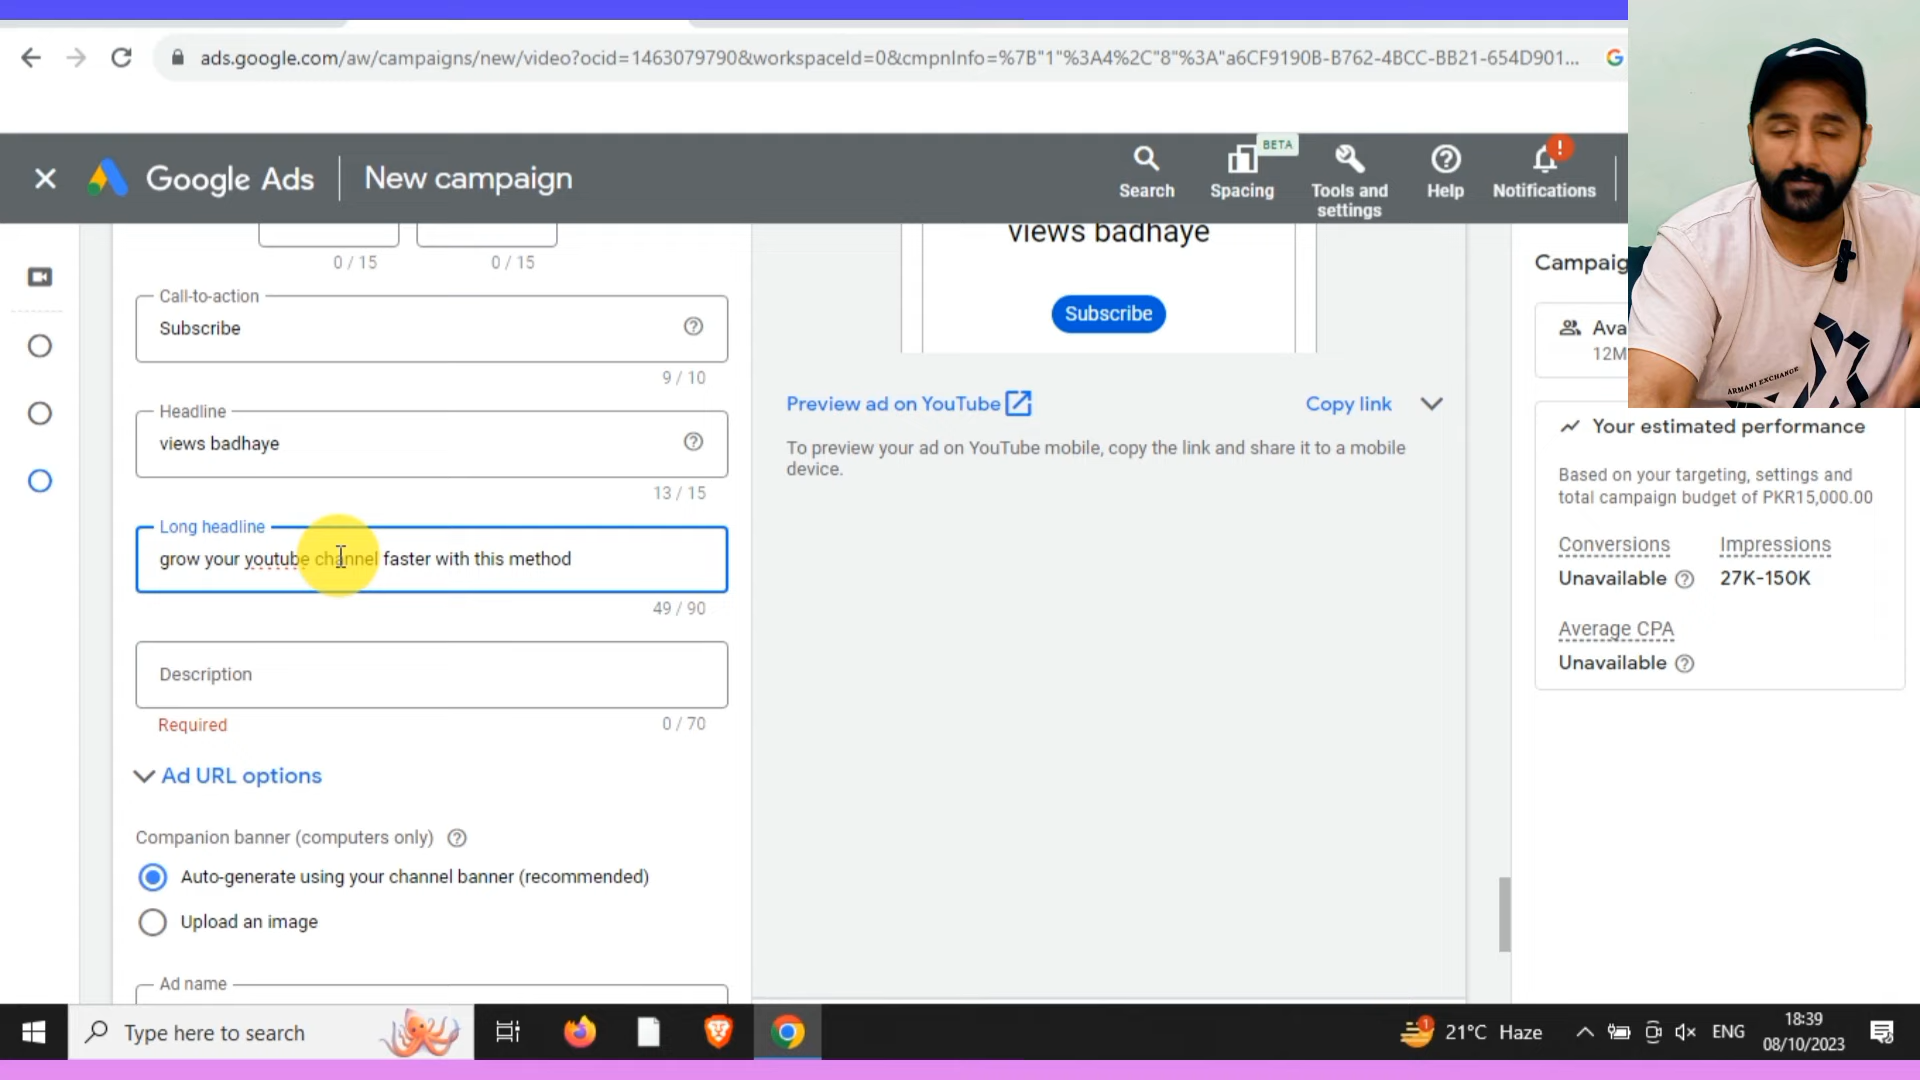 ads.google.com/aw/campaigns/new/video?ocid=1463079790&workspaceId=0&cmpnInfo=%7B"1"%3A4%2C"8"%3A"a6CF9190B-B762-4BCC-BB21-654D901...
Google Ads
New campaign
Search
BETA
Spacing
Tools and
settings
Help
!
Notifications
0 / 15
0 / 15
Call-to-action
Subscribe
9 / 10
Headline
views badhaye
13 / 15
Long headline
grow your youtube channel faster with this method
49 / 90
Description
Required
0 / 70
Ad URL options
Companion banner (computers only)
Auto-generate using your channel banner (recommended)
Upload an image
Ad name
views badhaye
Subscribe
Preview ad on YouTube
Copy link
To preview your ad on YouTube mobile, copy the link and share it to a mobile
device.
Campaig
Ava
12M
Your estimated performance
Based on your targeting, settings and
total campaign budget of PKR15,000.00
Conversions
Impressions
Unavailable
27K-150K
Average CPA
Unavailable
ARMANI EXCHANGE
Type here to search
1
21°C Haze
ENG
18:39
08/10/2023